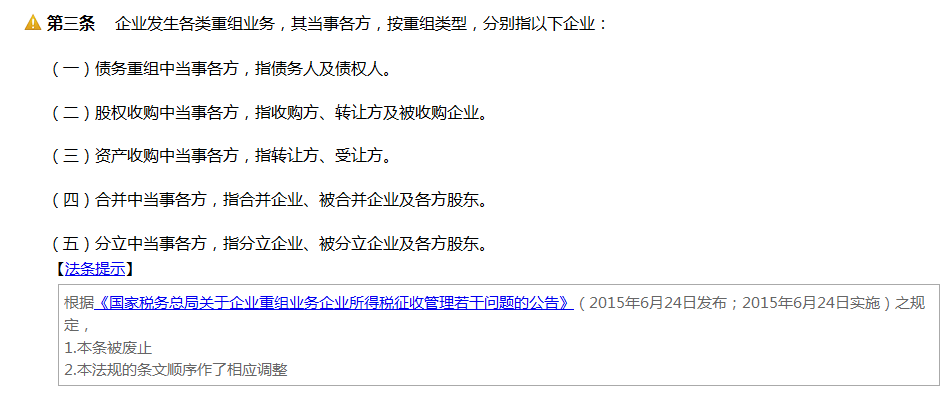 第三条 企业发生各类重组业务，其当事各方，按重组类型，分别指以下企业：
（一）债务重组中当事各方，指债务人及债权人。
（二）股权收购中当事各方，指收购方、转让方及被收购企业。
（三）资产收购中当事各方，指转让方、受让方。
（四）合并中当事各方，指合并企业、被合并企业及各方股东。
（五）分立中当事各方，指分立企业、被分立企业及各方股东。
【法条提示】
根据《国家税务总局关于企业重组业务企业所得税征收管理若干问题的公告》（2015年6月24日发布；2015年6月24日实施）之规
定，
1.本条被废止
2.本法规的条文顺序作了相应调整